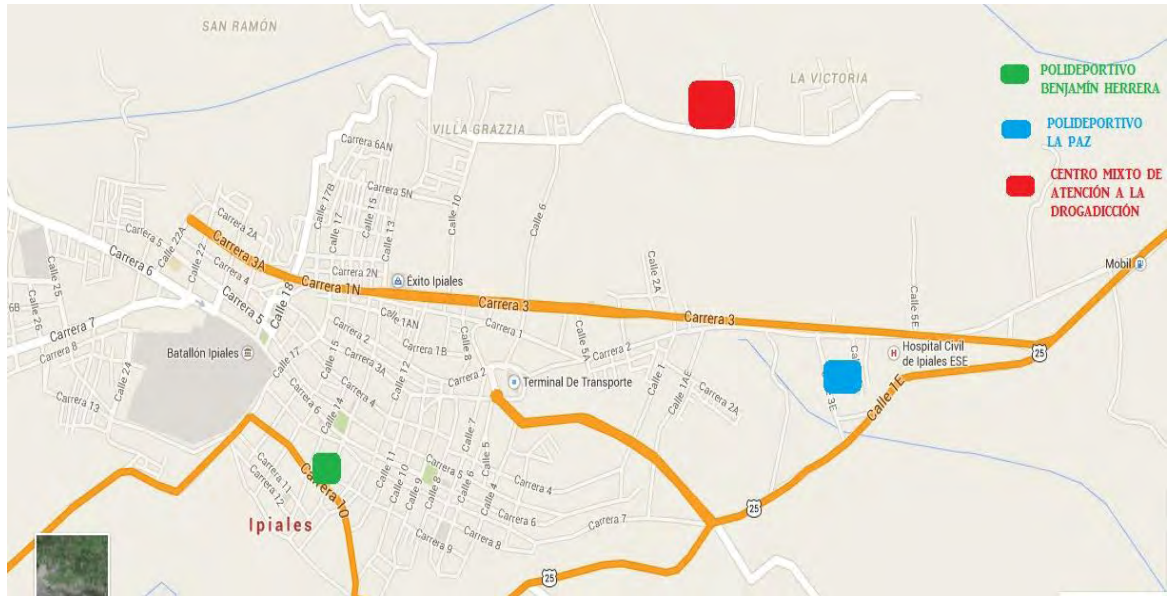 SAN RAMÓN
LA VICTORIA
VILLA GRAZZIA
POLIDEPORTIVO
BENJAMÍN HERRERA
POLIDEPORTIVO
LA PAZ
CENTRO MIXTO DE
ATENCIÓN A LA
DROGADICCIÓN
Carrera 6AN
Carrera 5N
Calle 17B
Calle 17
Calle 15
Calle 13
Calle 10
Calle 6
Carrera 2A
Carrera 5
Calle 22A
Calle 22
Carrera 3A
Carrera 6
Carrera 4
Carrera 5
Calle 18
Carrera 2N
Carrera 1N
Éxito Ipiales
Carrera 3
Carrera 3
Calle 2A
Calle 5E
Mobil
25
Calle 25
Calle 26
6B
Carrera 7
Carrera 8
Calle 24
Carrera 13
Batallón Ipiales
Calle 17
Calle 15
Carrera 2
Carrera 3A
Calle 12
Calle 1AN
Carrera 1B
Carrera 1
Calle 8
Carrera 2
Calle 5A
Carrera 2
Terminal De Transporte
Calle 1
Calle 1AE
Carrera 2A
Hospital Civil
de Ipiales ESE
Calle 3E
Calle 1E
Carrera 6
Calle 14
Carrera 4
Calle 11
Calle 10
Calle 9
Calle 8
Calle 7
Calle 6
Calle 5
Calle 4
Carrera 5
Carrera 4
Carrera 6
Carrera 7
Carrera 8
Carrera 9
Carrera 10
Carrera 11
Carrera 12
Ipiales
25
25